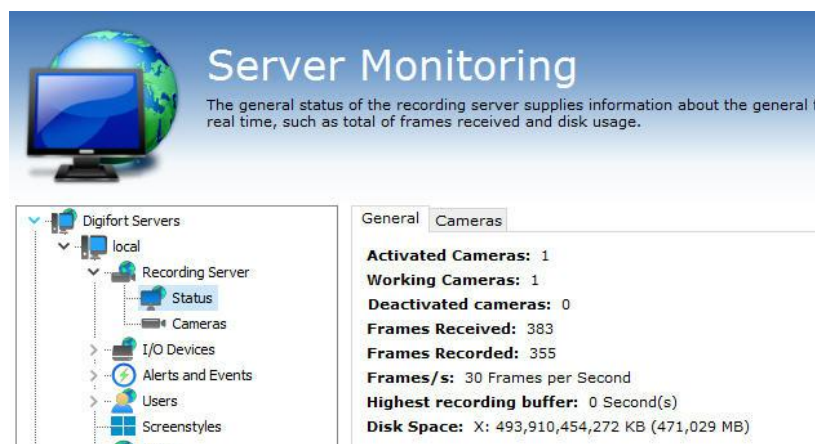 Server Monitoring
The general status of the recording server supplies information about the general
real time, such as total of frames received and disk usage.
Digifort Servers
local
Recording Server
Status
Cameras
I/O Devices
Alerts and Events
Users
Screenstyles
General Cameras
Activated Cameras: 1
Working Cameras: 1
Deactivated cameras: 0
Frames Received: 383
Frames Recorded: 355
Frames/s: 30 Frames per Second
Highest recording buffer: 0 Second(s)
Disk Space: X: 493,910,454,272 KB (471,029 MB)